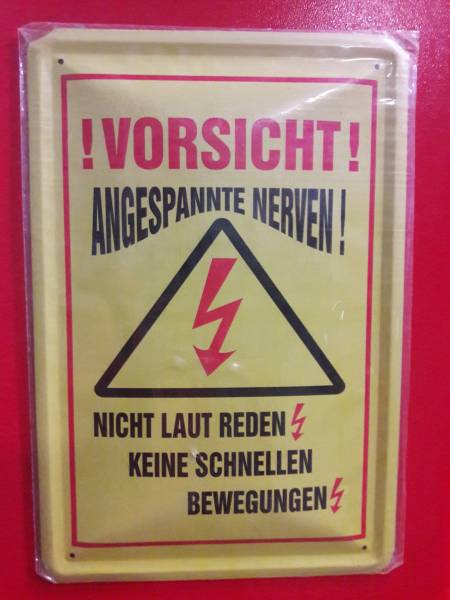 ! VORSICHT !
ANGESPANNTE NERVEN !
NICHT LAUT REDEN
KEINE SCHNELLEN
BEWEGUNGEN